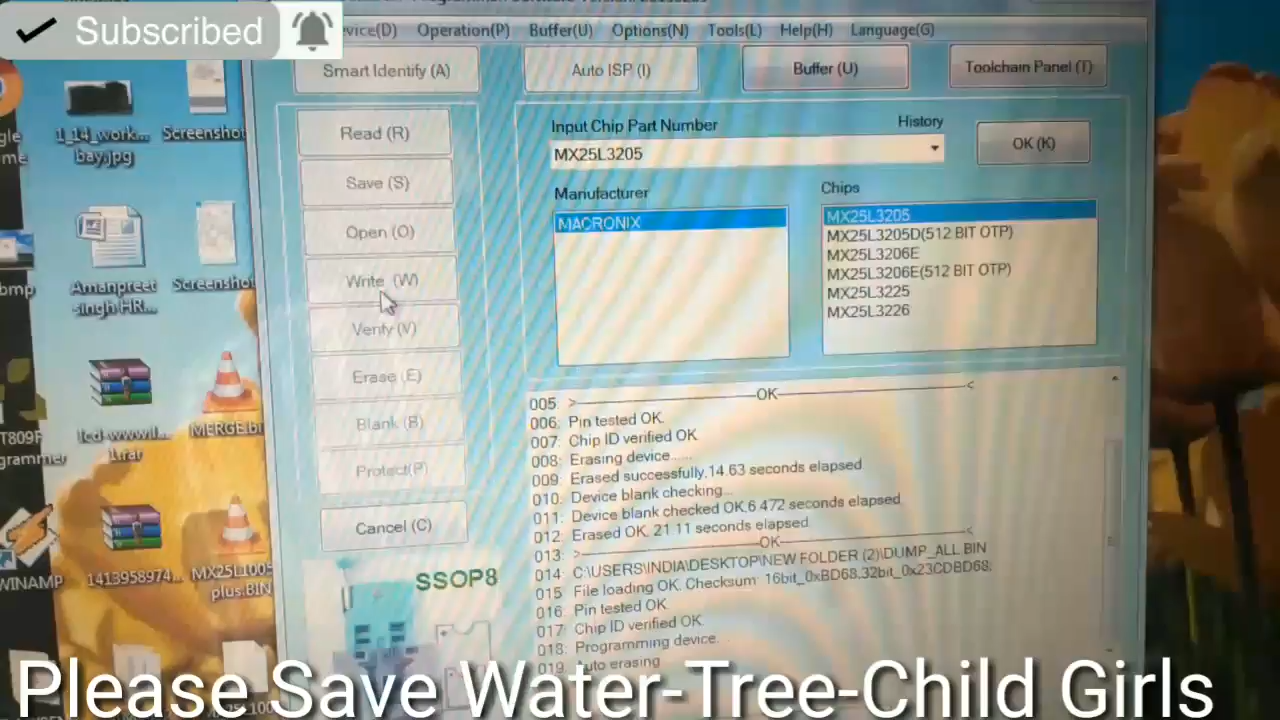 Subscribed
Operation(P)
Buffer(U)
Options(N)
Tools(L)
Help(H)
Language(G)
Smart Identify (A)
Auto ISP (I)
Buffer (U)
Toolchain Panel (T)
Read (R)
Save (S)
Open (O)
Write (W)
Verify (V)
Erase (E)
Blank (B)
Protect(P)
Cancel (C)
SSOP8
Input Chip Part Number
History
MX25L3205
OK (K)
Manufacturer
MACRONIX
Chips
MX25L3205
MX25L3205D(512 BIT OTP)
MX25L3206E
MX25L3206E(512 BIT OTP)
MX25L3225
MX25L3226
005: >OK<
006: Pin tested OK.
007: Chip ID verified OK.
008: Erasing device......
009: Erased successfully,14.63 seconds elapsed
010: Device blank checking...
011: Device blank checked OK,6.472 seconds elapsed
012: Erased OK. 21.11 seconds elapsed.
013: >OK<
014: C:\USERS\INDIA\DESKTOP\NEW FOLDER (2)\DUMP_ALL.BIN
015: File loading OK. Checksum: 16bit_0xBD68,32bit_0x23CDBD68;
016: Pin tested OK.
017: Chip ID verified OK.
018: Programming device...
019: Auto erasing
1_14_work...
bay.jpg
Screenshot
Amanpreet
singh HR...
Screenshot
MERGE.bi
1413958974...
MX25L1005
plus.BIN
WINAMP
Please Save Water-Tree-Child Girls